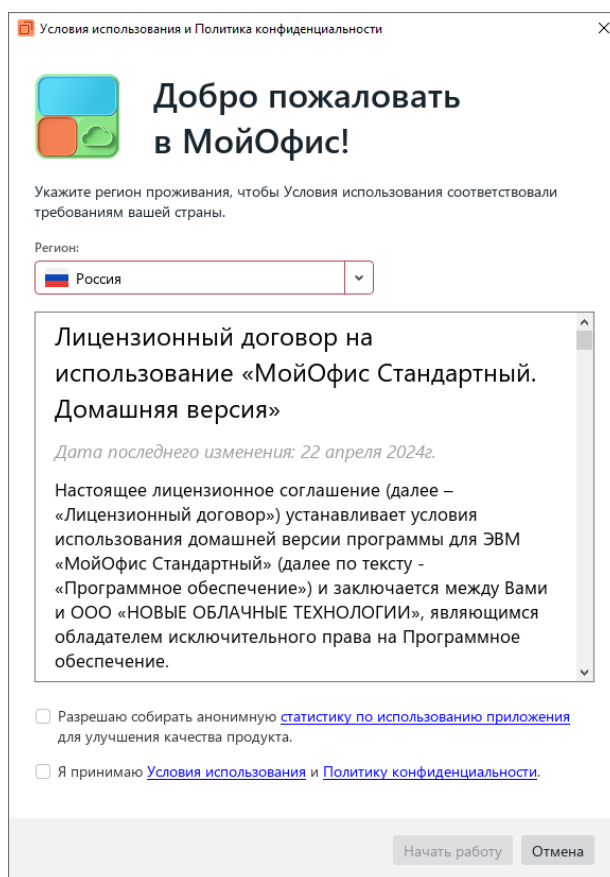 Условия использования и Политика конфиденциальности
Добро пожаловать
в МойОфис!
Укажите регион проживания, чтобы Условия использования соответствовали
требованиям вашей страны.
Регион:
Россия
Лицензионный договор на
использование «МойОфис Стандартный.
Домашняя версия»
Дата последнего изменения: 22 апреля 2024г.
Настоящее лицензионное соглашение (далее –
«Лицензионный договор») устанавливает условия
использования домашней версии программы для ЭВМ
«МойОфис Стандартный» (далее по тексту -
«Программное обеспечение») и заключается между Вами
и ООО «НОВЫЕ ОБЛАЧНЫЕ ТЕХНОЛОГИИ», являющимся
обладателем исключительного права на Программное
обеспечение.
Разрешаю собирать анонимную статистику по использованию приложения
для улучшения качества продукта.
Я принимаю Условия использования и Политику конфиденциальности.
Начать работу Отмена